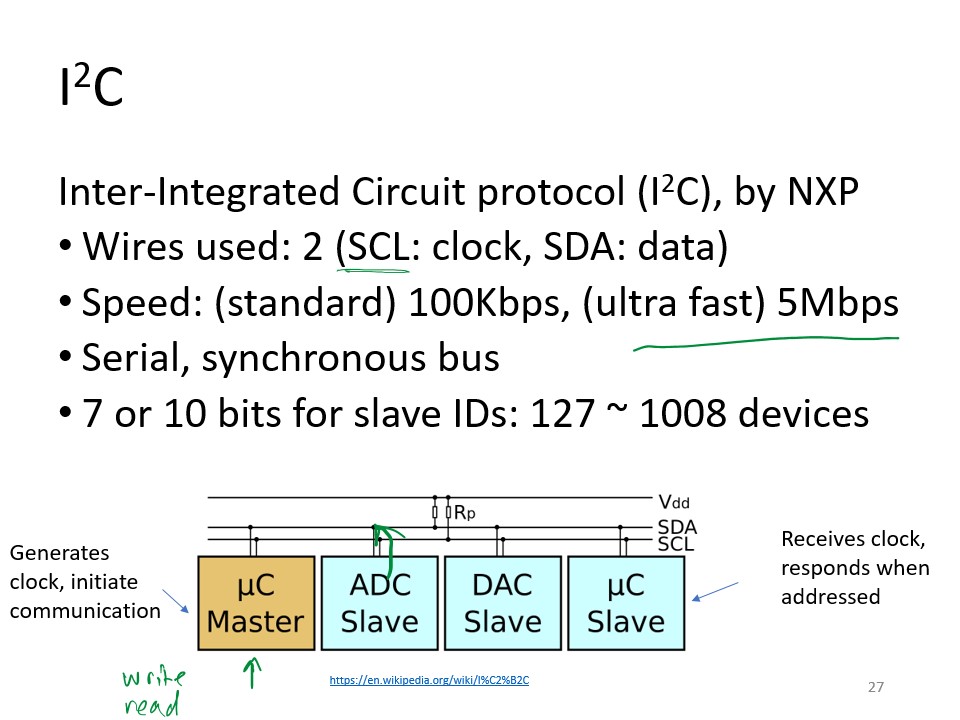 I²C
Inter-Integrated Circuit protocol (I²C), by NXP
• Wires used: 2 (SCL: clock, SDA: data)
• Speed: (standard) 100Kbps, (ultra fast) 5Mbps
• Serial, synchronous bus
• 7 or 10 bits for slave IDs: 127 ~ 1008 devices
Vdd
Rp
SDA
SCL
Generates
clock, initiate
communication
µC
Master
ADC
Slave
DAC
Slave
µC
Slave
Receives clock,
responds when
addressed
write
read
https://en.wikipedia.org/wiki/I%C2%B2C
27